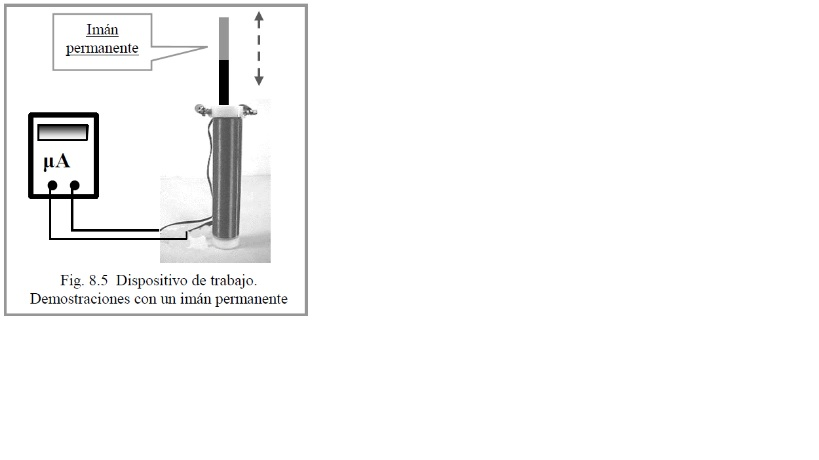 Imán
permanente
μA
Fig. 8.5 Dispositivo de trabajo.
Demostraciones con un imán permanente